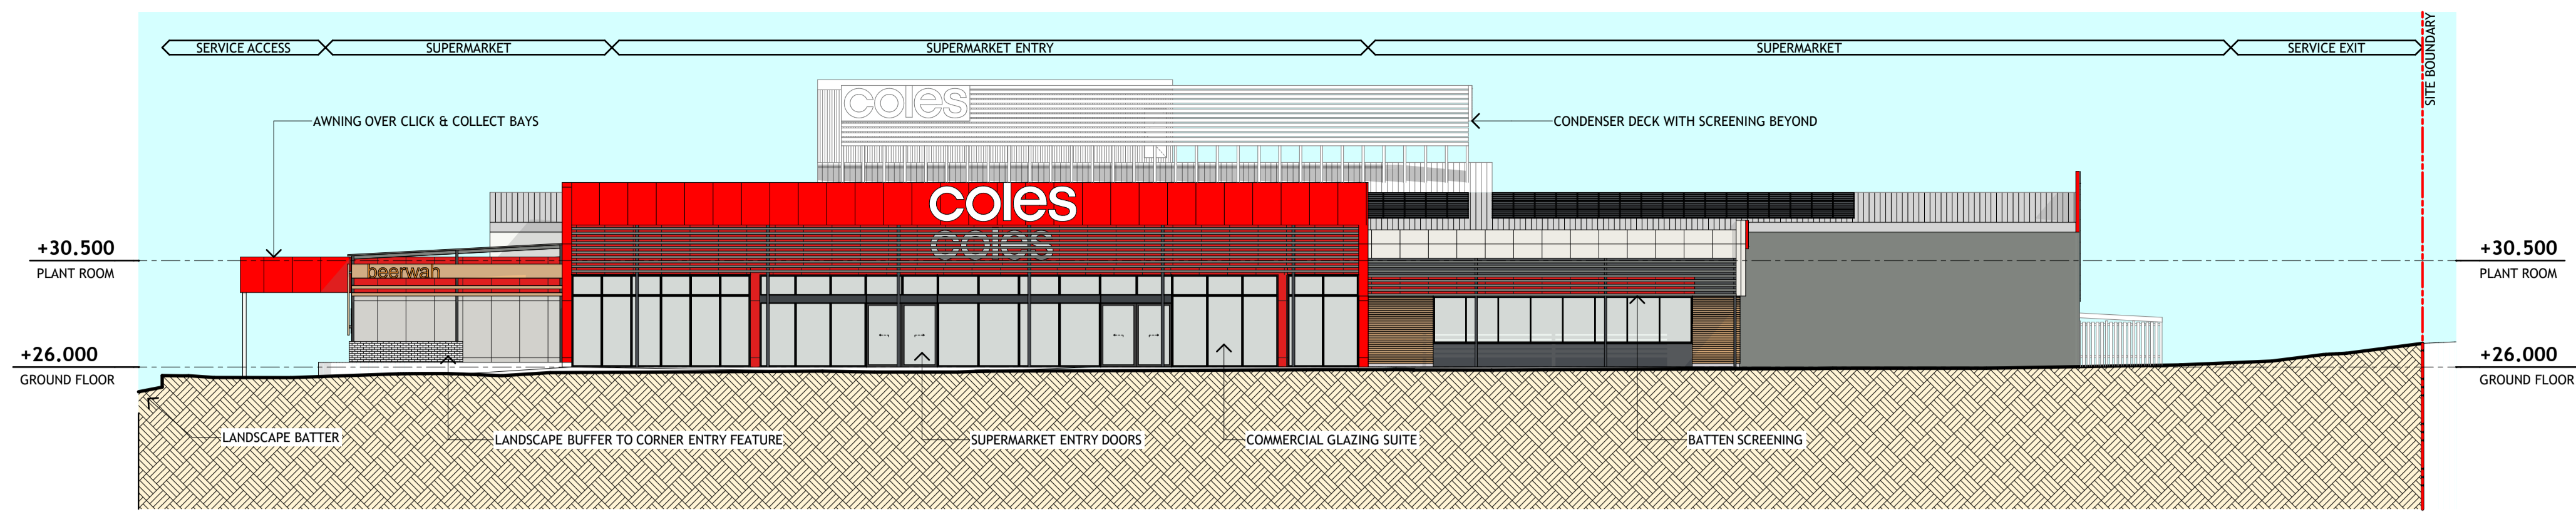 SERVICE ACCESS
SUPERMARKET
SUPERMARKET ENTRY
SUPERMARKET
SERVICE EXIT
SITE BOUNDARY
coles
AWNING OVER CLICK & COLLECT BAYS
CONDENSER DECK WITH SCREENING BEYOND
coles
coles
+30.500
PLANT ROOM
beerwah
+30.500
PLANT ROOM
+26.000
GROUND FLOOR
+26.000
GROUND FLOOR
LANDSCAPE BATTER
LANDSCAPE BUFFER TO CORNER ENTRY FEATURE
SUPERMARKET ENTRY DOORS
COMMERCIAL GLAZING SUITE
BATTEN SCREENING